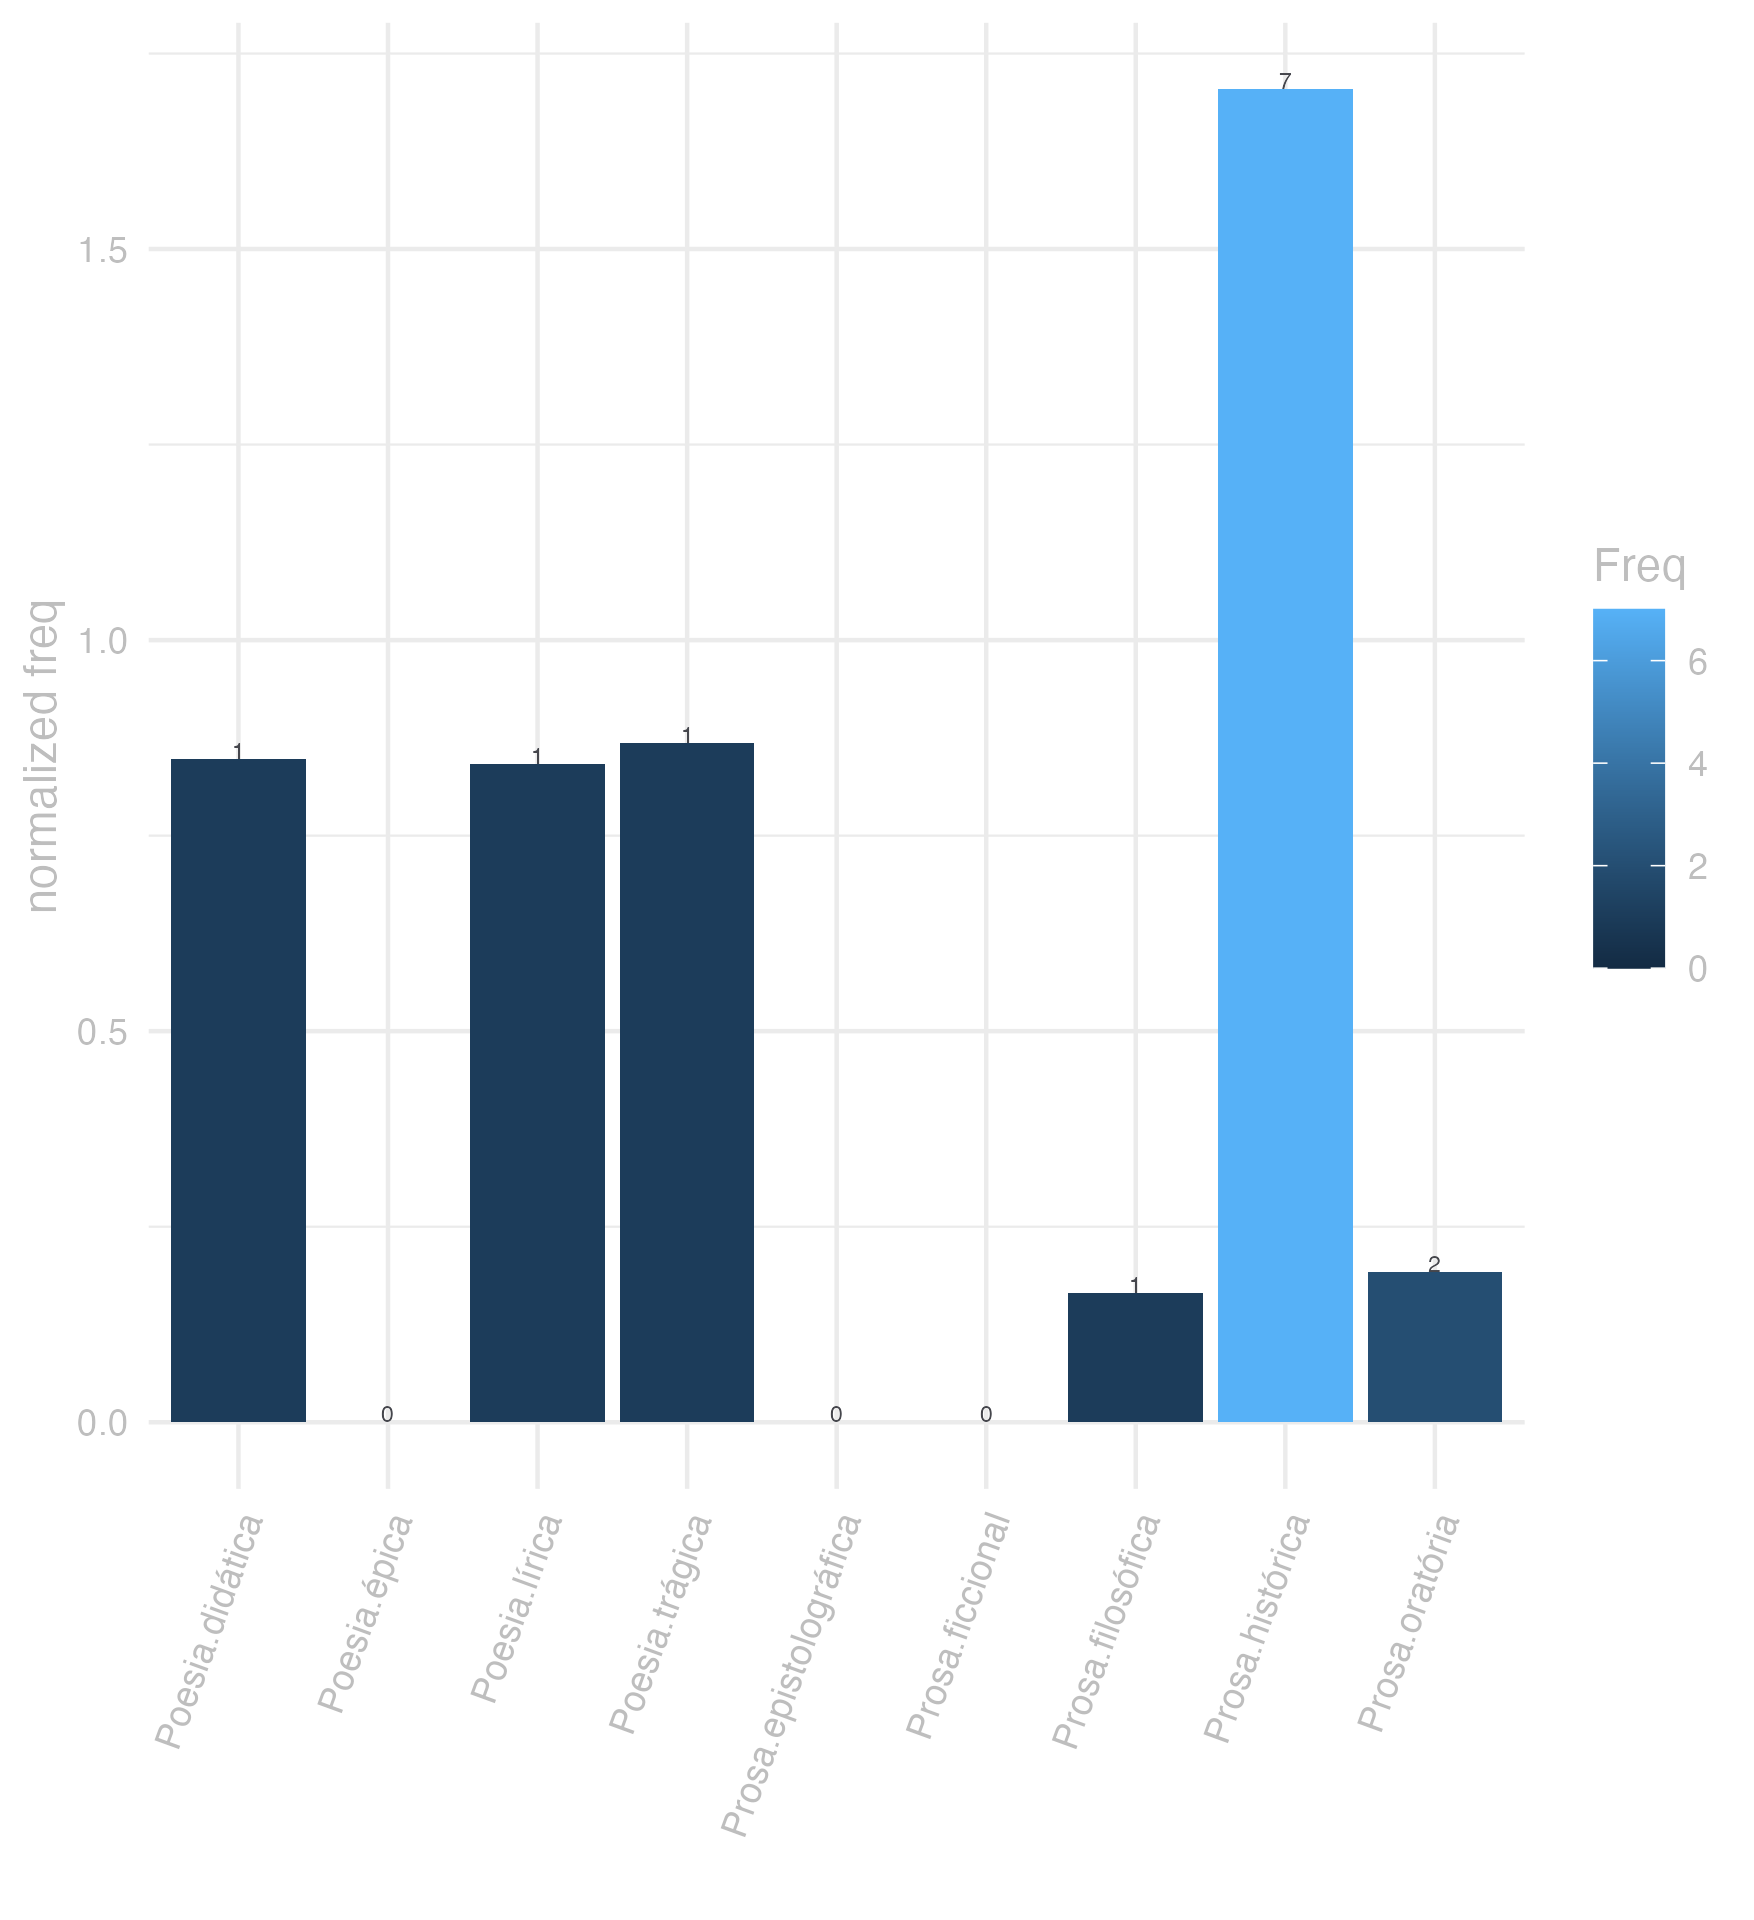 7
1.5
1.0
0.5
0.0
normalized freq
1
0
1
1
0
0
1
2
Freq
6
4
2
0
Poesia.didática
Poesia.épica
Poesia.lírica
Poesia.trágica
Prosa.epistolográfica
Prosa.ficcional
Prosa.filosófica
Prosa.histórica
Prosa.oratória